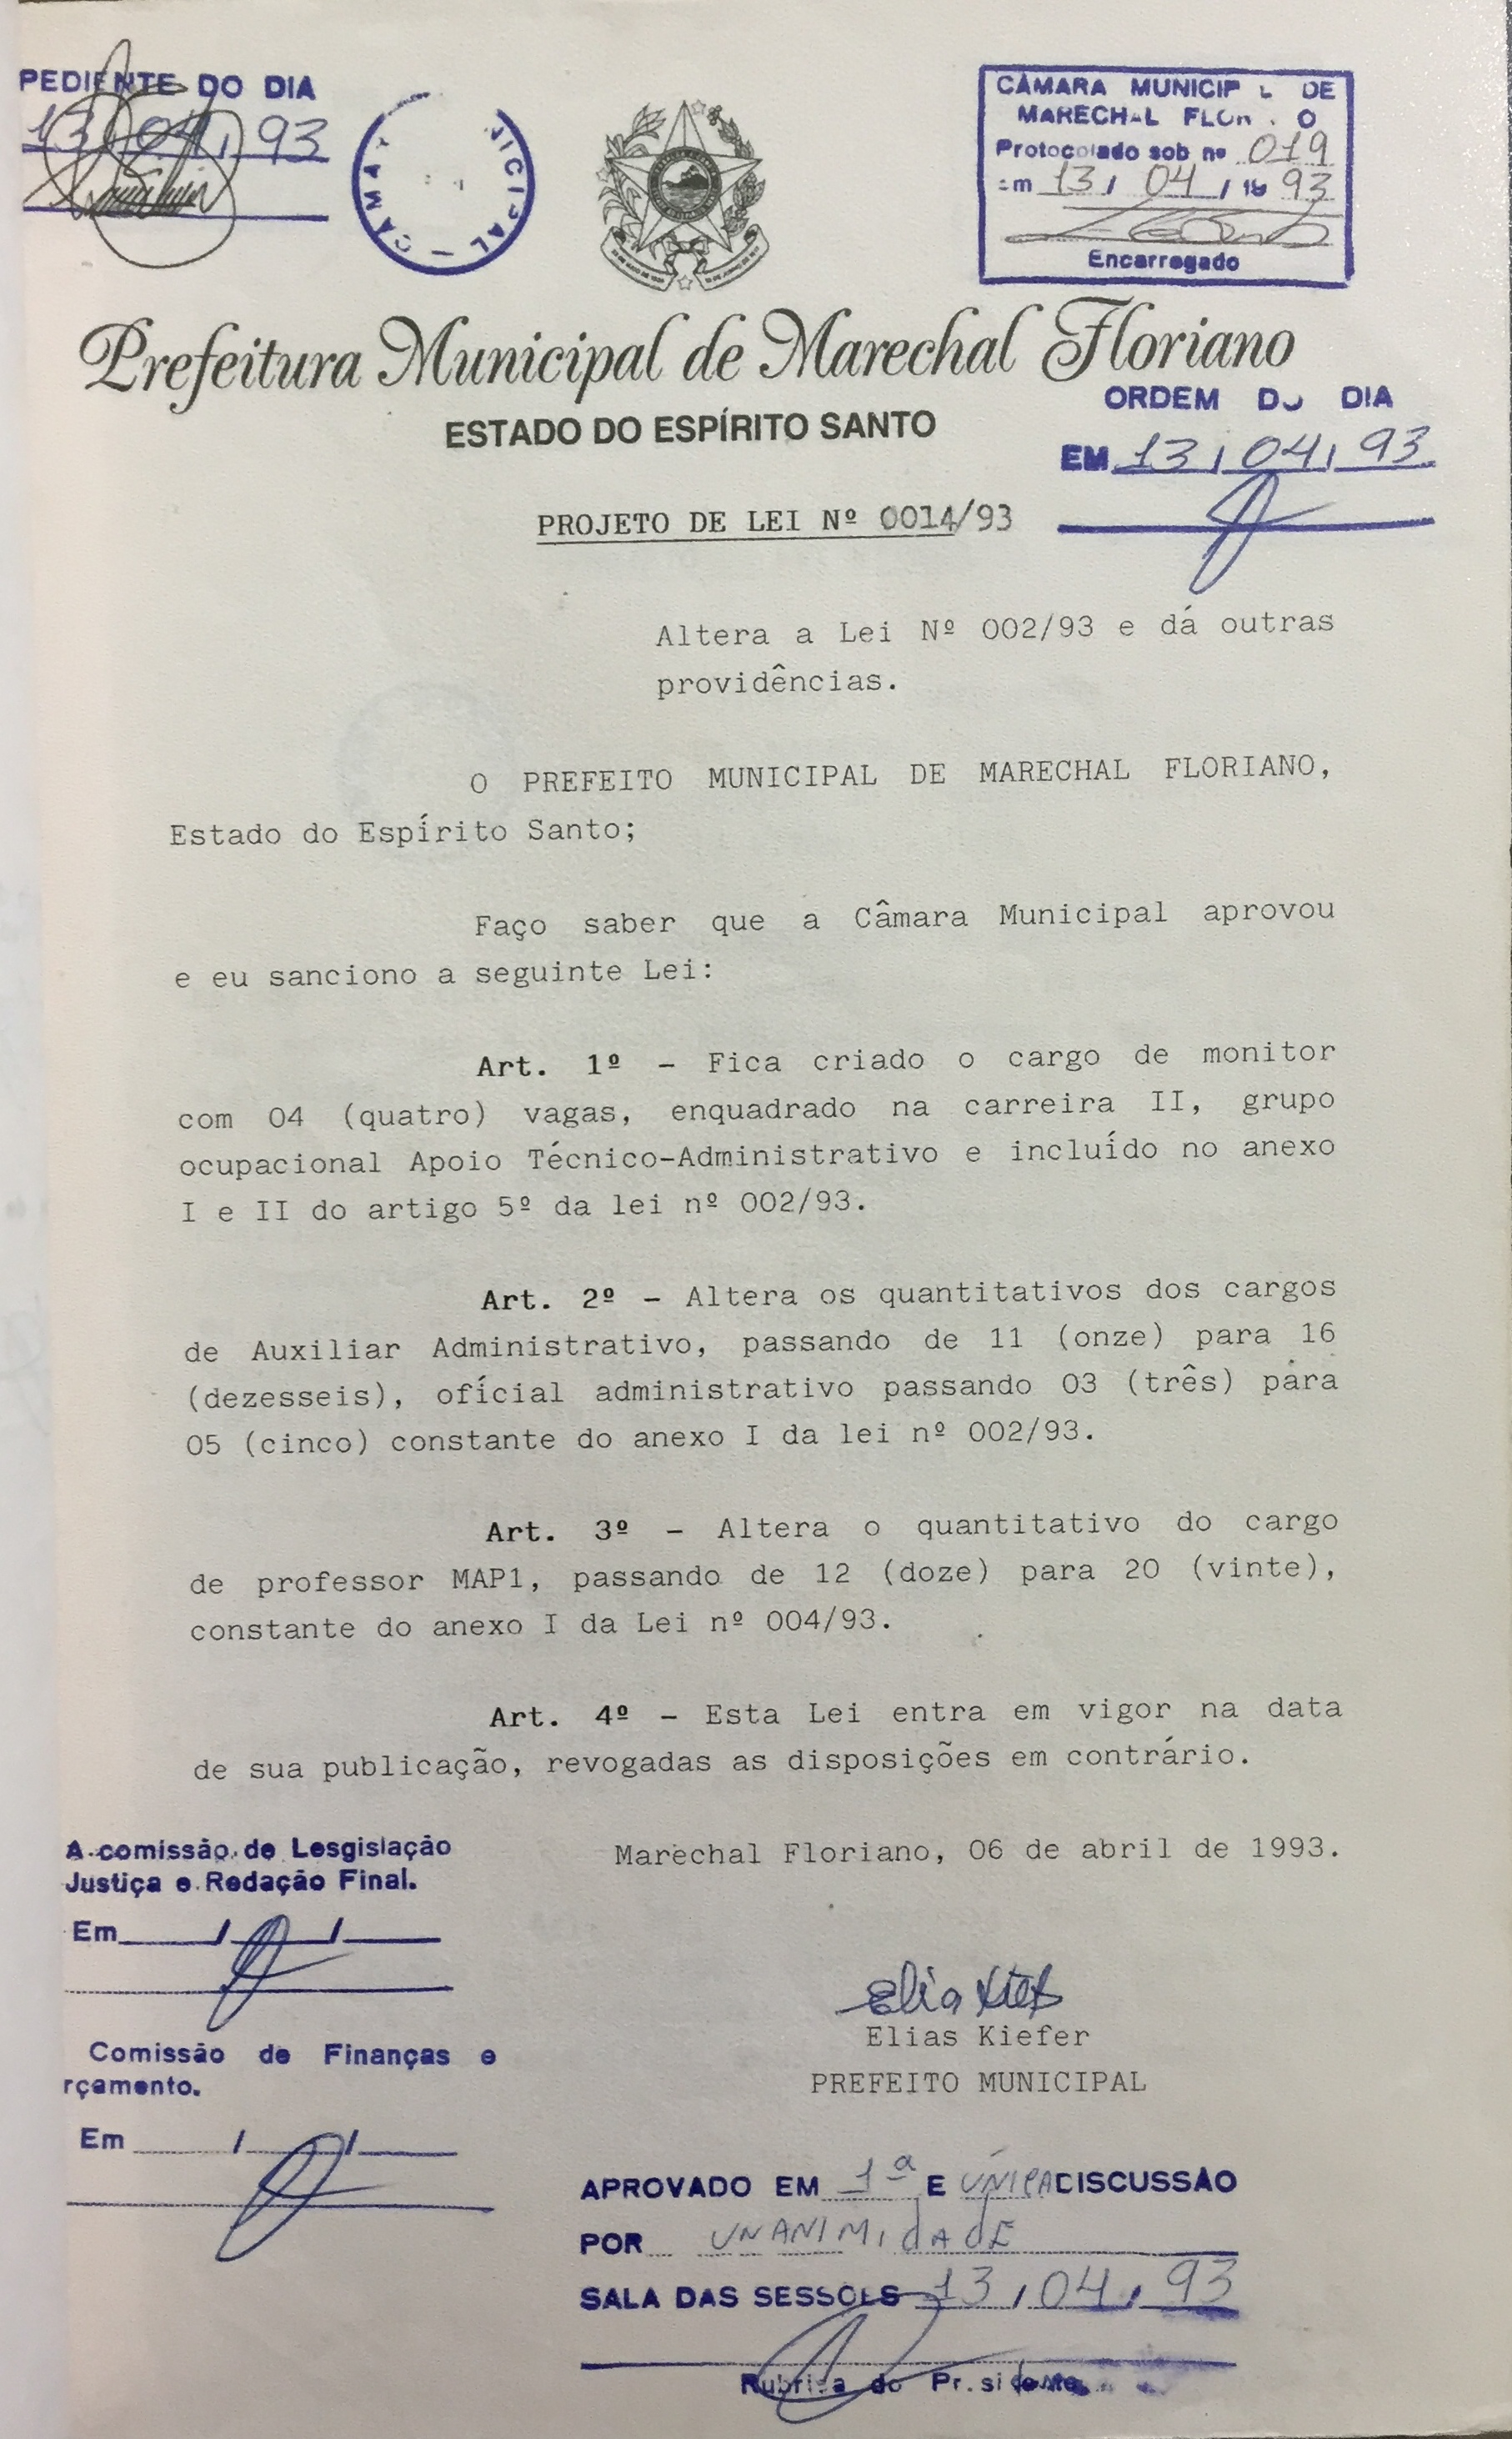 PEDIENTE DO DIA
13/04/93
CAMA
ICIPAL
CÂMARA MUNICIP L DE
MARECHAL FLOR O
Protocolado sob nº 019
Em 13/04/1993
Encarregado
Prefeitura Municipal de Marechal Floriano
ESTADO DO ESPÍRITO SANTO
ORDEM DO DIA
EM 13/04/93
PROJETO DE LEI Nº 0014/93
Altera a Lei Nº 002/93 e dá outras
providências.
O PREFEITO MUNICIPAL DE MARECHAL FLORIANO,
Estado do Espírito Santo;
Faço saber que a Câmara Municipal aprovou
e eu sanciono a seguinte Lei:
Art. 1º - Fica criado o cargo de monitor
com 04 (quatro) vagas, enquadrado na carreira II, grupo
ocupacional Apoio Técnico-Administrativo e incluído no anexo
I e II do artigo 5º da lei nº 002/93.
Art. 2º - Altera os quantitativos dos cargos
de Auxiliar Administrativo, passando de 11 (onze) para 16
(dezesseis), ofícial administrativo passando 03 (três) para
05 (cinco) constante do anexo I da lei nº 002/93.
Art. 3º - Altera o quantitativo do cargo
de professor MAP1, passando de 12 (doze) para 20 (vinte),
constante do anexo I da Lei nº 004/93.
Art. 4º - Esta Lei entra em vigor na data
de sua publicação, revogadas as disposições em contrário.
Marechal Floriano, 06 de abril de 1993.
A comissão de Lesgislação
Justiça e Redação Final.
Em / /
Elias Kiefer
PREFEITO MUNICIPAL
Comissão de Finanças e
rçamento.
Em / /
APROVADO EM 1ª E ÚNICA DISCUSSÃO
POR UNANIMIDADE
SALA DAS SESSOES 13/04/93
Rubrica do Presidente